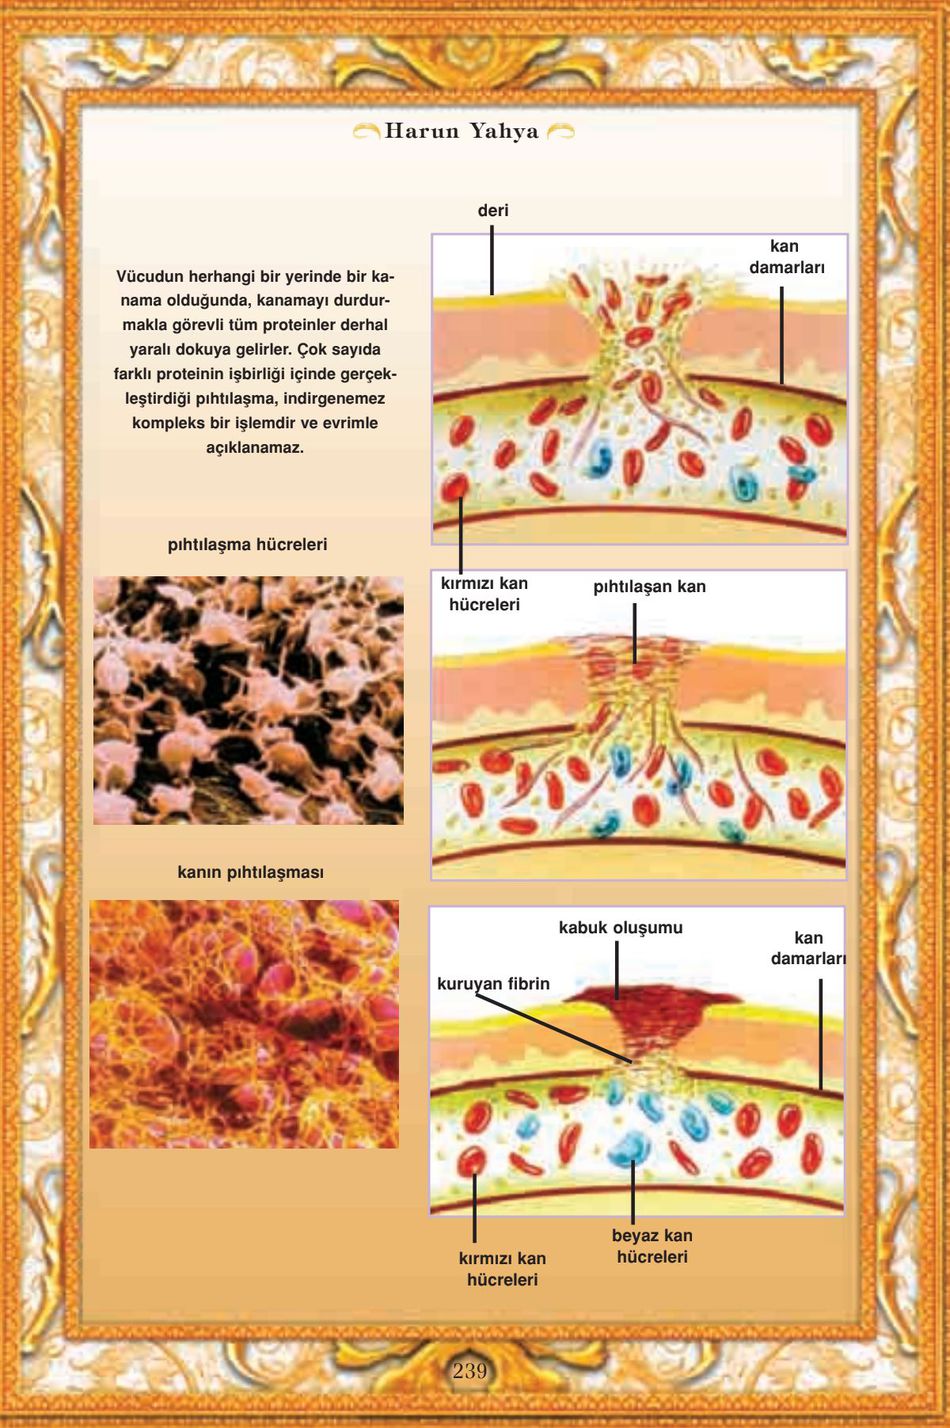 Harun Yahya
Vücudun herhangi bir yerinde bir ka-
nama olduğunda, kanamayı durdur-
makla görevli tüm proteinler derhal
yaralı dokuya gelirler. Çok sayıda
farklı proteinin işbirliği içinde gerçek-
leştirdiği pıhtılaşma, indirgenemez
kompleks bir işlemdir ve evrimle
açıklanamaz.
deri
kan
damarları
kırmızı kan
hücreleri
pıhtılaşma hücreleri
pıhtılaşan kan
kanın pıhtılaşması
kabuk oluşumu
kuruyan fibrin
kan
damarları
kırmızı kan
hücreleri
beyaz kan
hücreleri
239